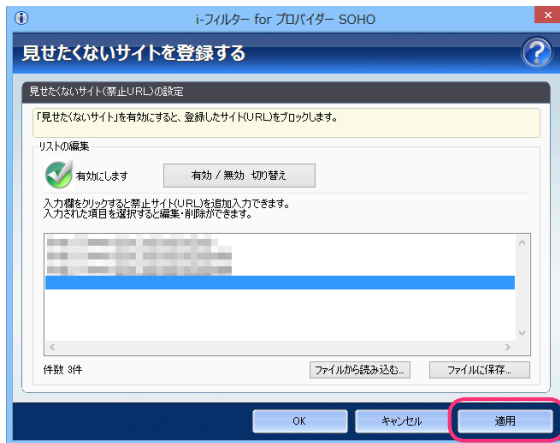 i-フィルター for プロバイダー SOHO
見せたくないサイトを登録する
見せたくないサイト(禁止URL)の設定
「見せたくないサイト」を有効にすると、登録したサイト(URL)をブロックします。
リストの編集
有効にします
有効 / 無効 切り替え
入力欄をクリックすると禁止サイト(URL)を追加入力できます。
入力された項目を選択すると編集・削除ができます。
件数 3件
ファイルから読み込む...
ファイルに保存...
OK
キャンセル
適用